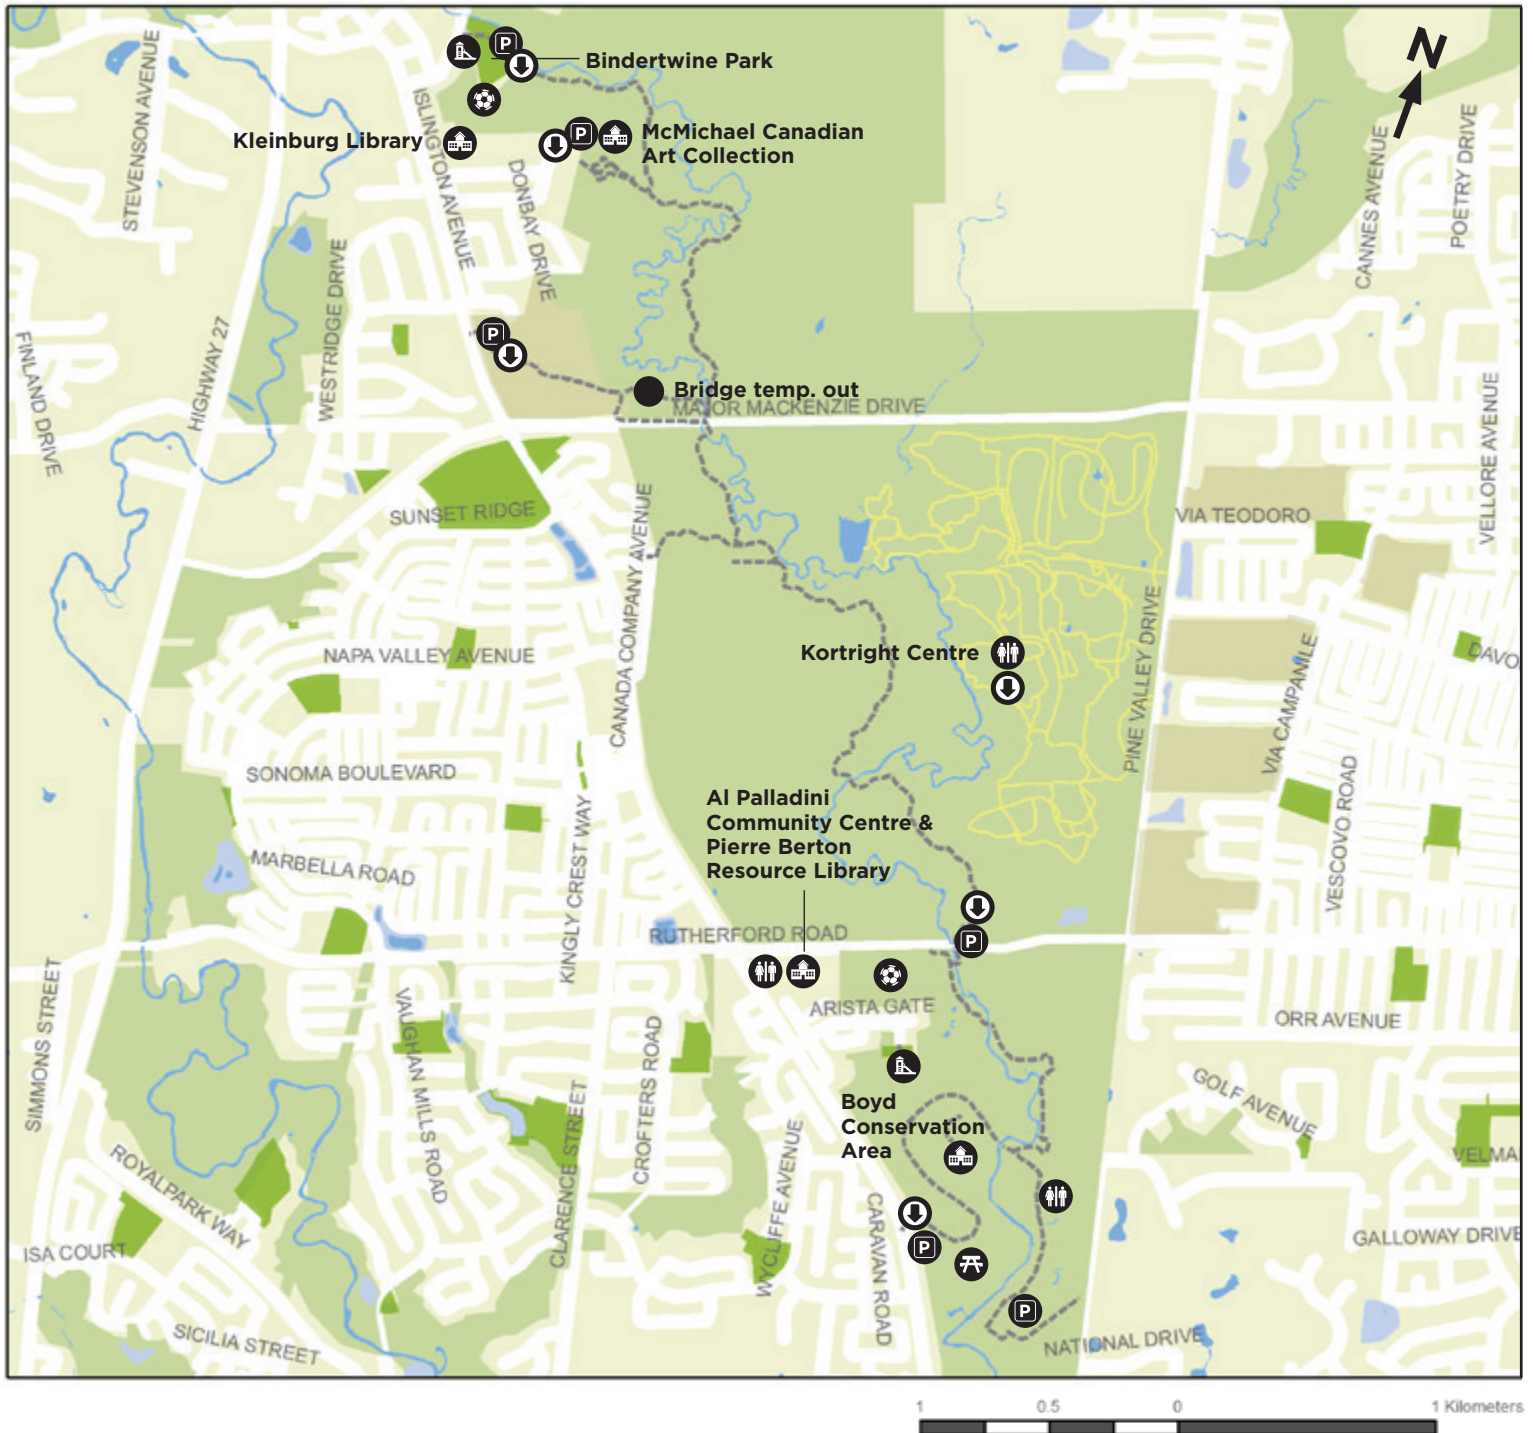 N
Bindertwine Park
Kleinburg Library
McMichael Canadian
Art Collection
STEVENSON AVENUE
ISLINGTON AVENUE
DONBAY DRIVE
CANNES AVENUE
POETRY DRIVE
WESTRIDGE DRIVE
HIGHWAY 27
FINLAND DRIVE
P
P
P
Bridge temp. out
MAJOR MACKENZIE DRIVE
VELLORE AVENUE
SUNSET RIDGE
VIA TEODORO
CANADA COMPANY AVENUE
NAPA VALLEY AVENUE
Kortright Centre
PINE VALLEY DRIVE
VIA CAMPANILE
DAVO
SONOMA BOULEVARD
Al Palladini
Community Centre &
Pierre Berton
Resource Library
MARBELLA ROAD
KINGLY CREST WAY
VESCOVO ROAD
RUTHERFORD ROAD
P
ARISTA GATE
ORR AVENUE
SIMMONS STREET
VAUGHAN MILLS ROAD
CROFTERS ROAD
CLARENCE STREET
GOLF AVENUE
Boyd
Conservation
Area
WYCLIFFE AVENUE
VELMA
ROYALPARK WAY
CARAVAN ROAD
ISA COURT
P
GALLOWAY DRIVE
P
SICILIA STREET
NATIONAL DRIVE
1 0.5 0 1 Kilometers